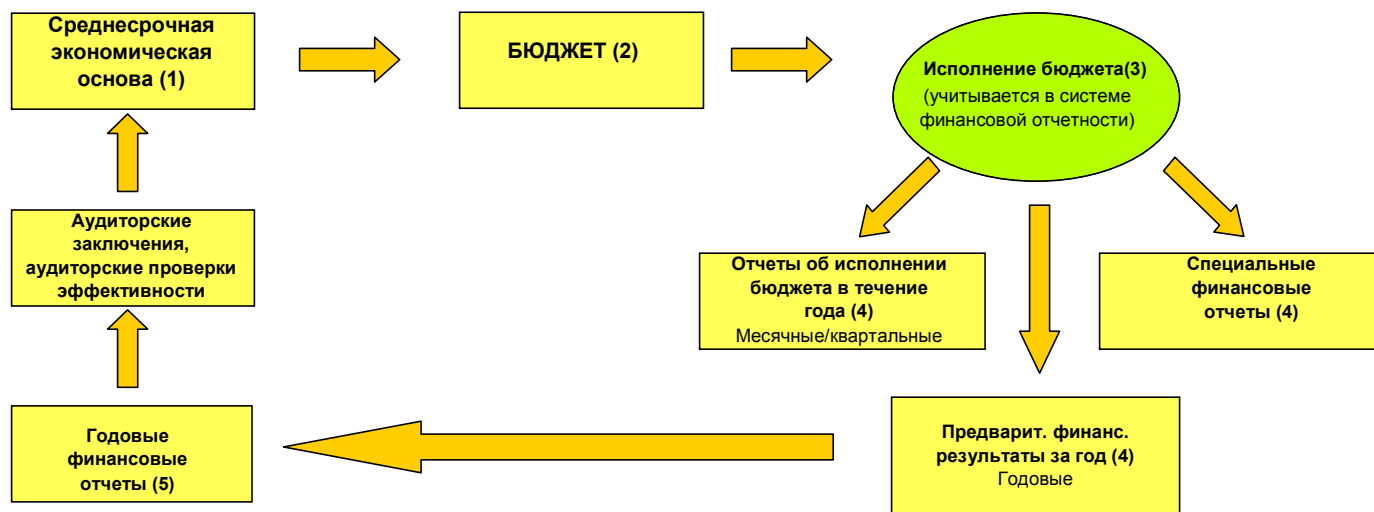 Среднесрочная
экономическая
основа (1)
БЮДЖЕТ (2)
Исполнение бюджета(3)
(учитывается в системе
финансовой отчетности)
Аудиторские
заключения,
аудиторские проверки
эффективности
Отчеты об исполнении
бюджета в течение
года (4)
Месячные/квартальные
Специальные
финансовые
отчеты (4)
Годовые
финансовые
отчеты (5)
Предварит. финанс.
результаты за год (4)
Годовые